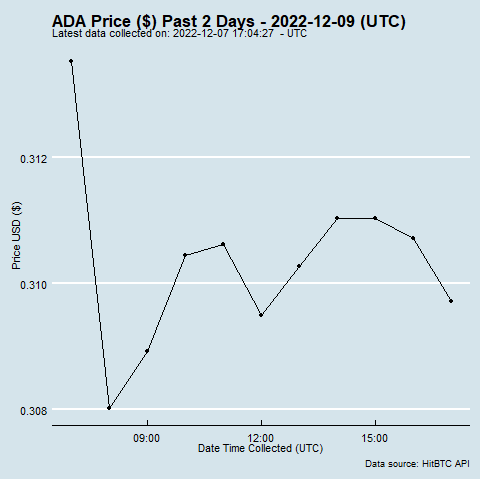 ADA Price ($) Past 2 Days - 2022-12-09 (UTC)
Latest data collected on: 2022-12-07 17:04:27 - UTC
0.312
0.310
0.308
Price USD ($)
09:00 12:00 15:00
Date Time Collected (UTC)
Data source: HitBTC API